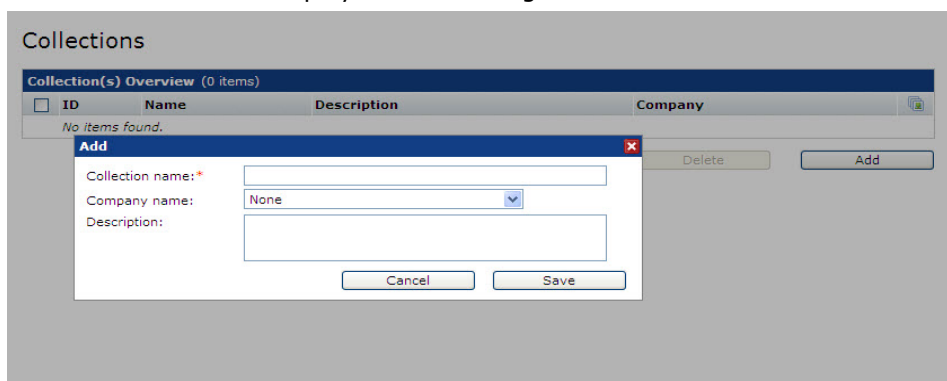 Collections
Collection(s) Overview (0 items)
ID Name Description Company
No items found.
Add
Delete Add
Collection name:*
Company name: None
Description:
Cancel Save